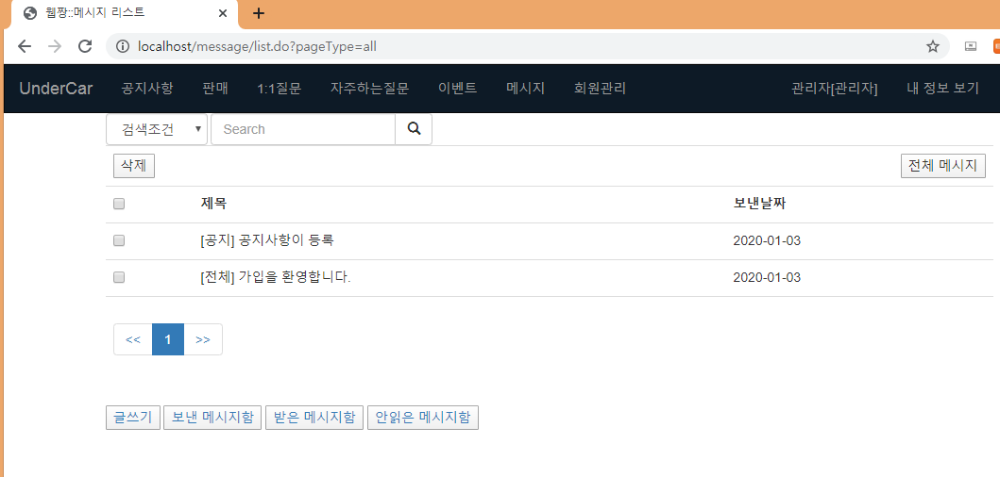 웹짱::메시지 리스트
localhost/message/list.do?pageType=all
UnderCar 공지사항 판매 1:1질문 자주하는질문 이벤트 메시지 회원관리 관리자[관리자] 내 정보 보기
검색조건 Search
삭제 전체 메시지
제목 보낸날짜
[공지] 공지사항이 등록 2020-01-03
[전체] 가입을 환영합니다. 2020-01-03
<< 1 >>
글쓰기 보낸 메시지함 받은 메시지함 안읽은 메시지함